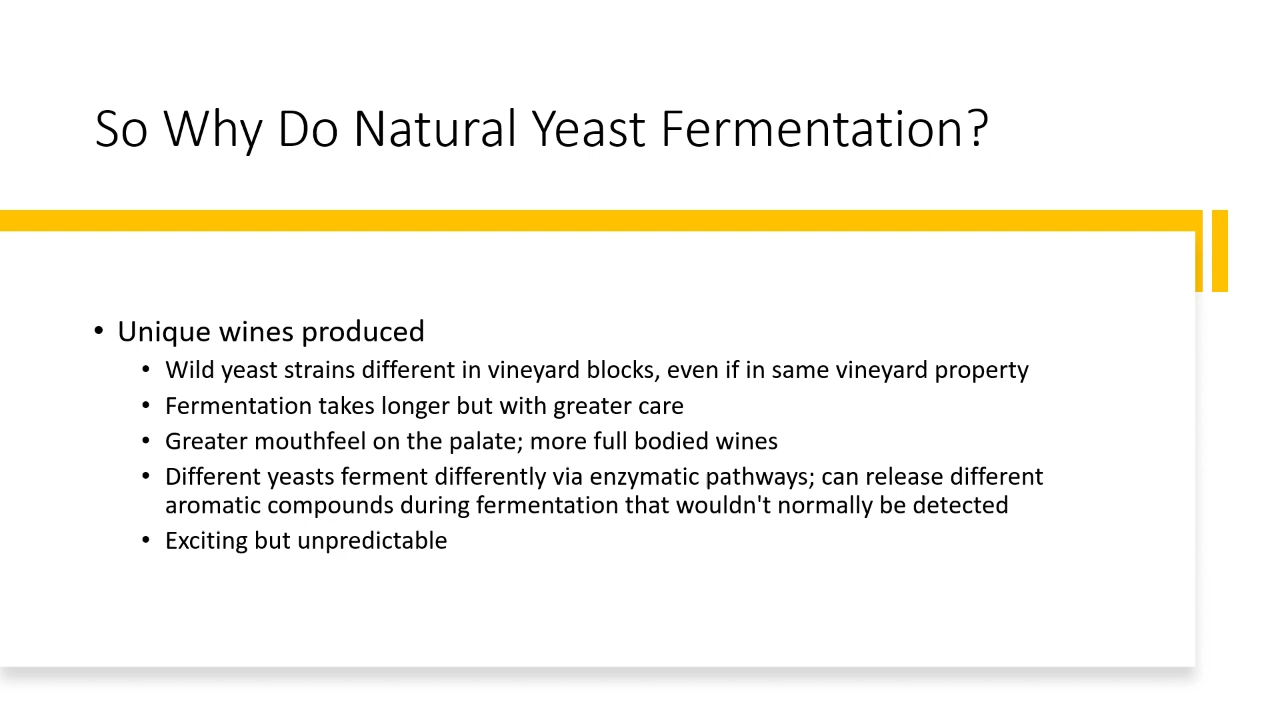 So Why Do Natural Yeast Fermentation?
• Unique wines produced
• Wild yeast strains different in vineyard blocks, even if in same vineyard property
• Fermentation takes longer but with greater care
• Greater mouthfeel on the palate; more full bodied wines
• Different yeasts ferment differently via enzymatic pathways; can release different
aromatic compounds during fermentation that wouldn't normally be detected
• Exciting but unpredictable